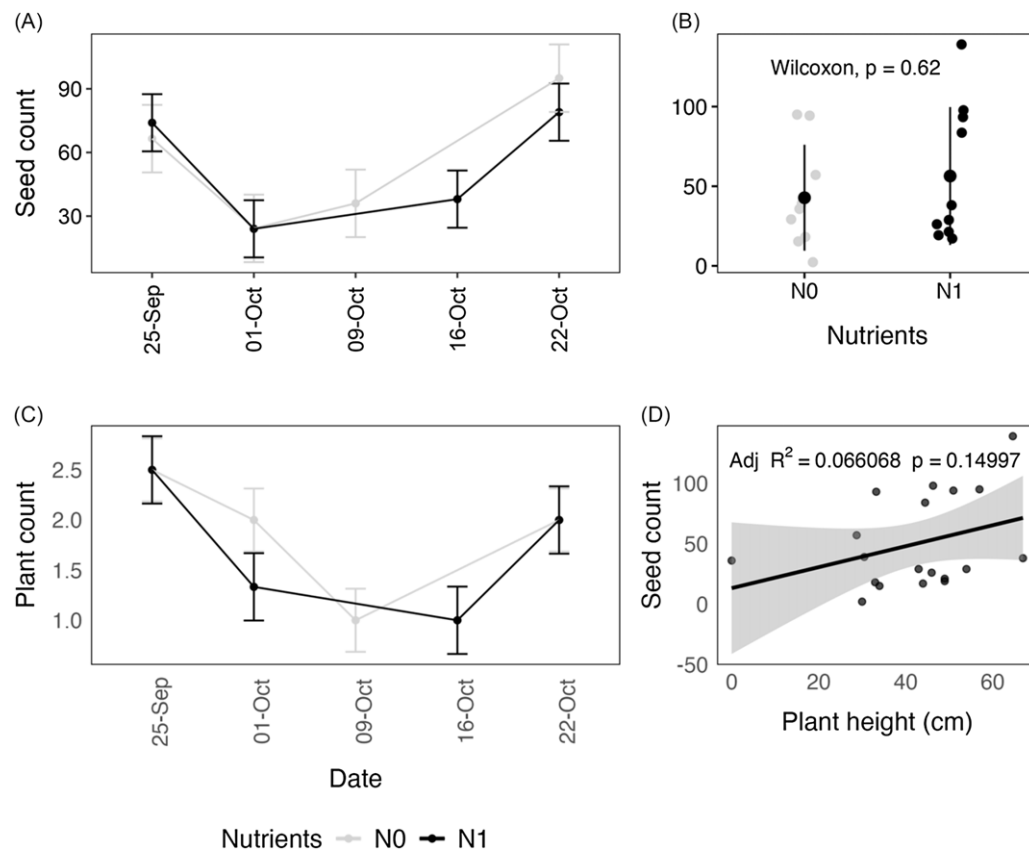 (A)
Seed count
90
60
30
25-Sep
01-Oct
09-Oct
16-Oct
22-Oct
(B)
Wilcoxon, p = 0.62
100
50
0
N0
N1
Nutrients
(C)
Plant count
2.5
2.0
1.5
1.0
25-Sep
01-Oct
09-Oct
16-Oct
22-Oct
Date
(D)
Adj R² = 0.066068 p = 0.14997
Seed count
100
50
0
-50
0
20
40
60
Plant height (cm)
Nutrients N0 N1